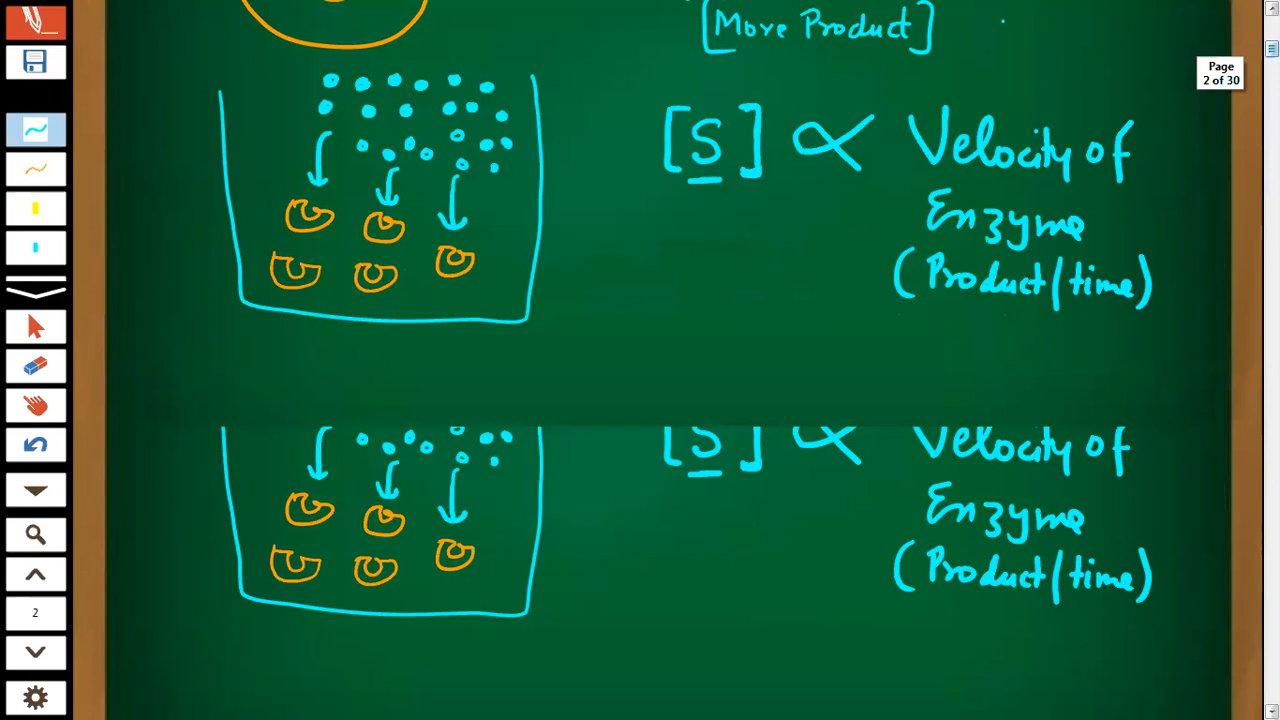 [More Product]
Page
2 of 30
[S] ∝ Velocity of
Enzyme
(Product/time)
[S] ∝ Velocity of
Enzyme
(Product/time)
2